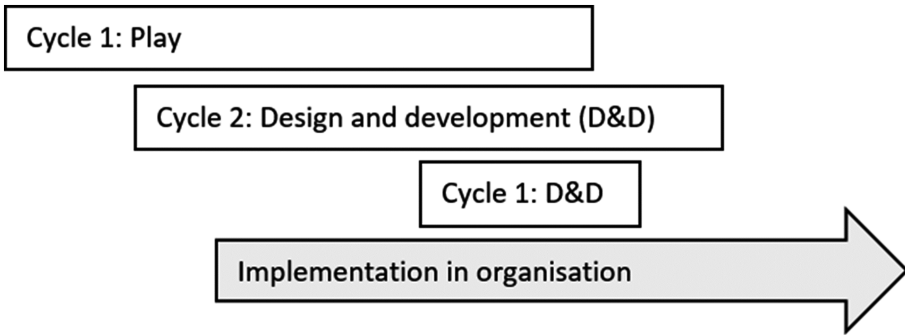 Cycle 1: Play
Cycle 2: Design and development (D&D)
Cycle 1: D&D
Implementation in organisation